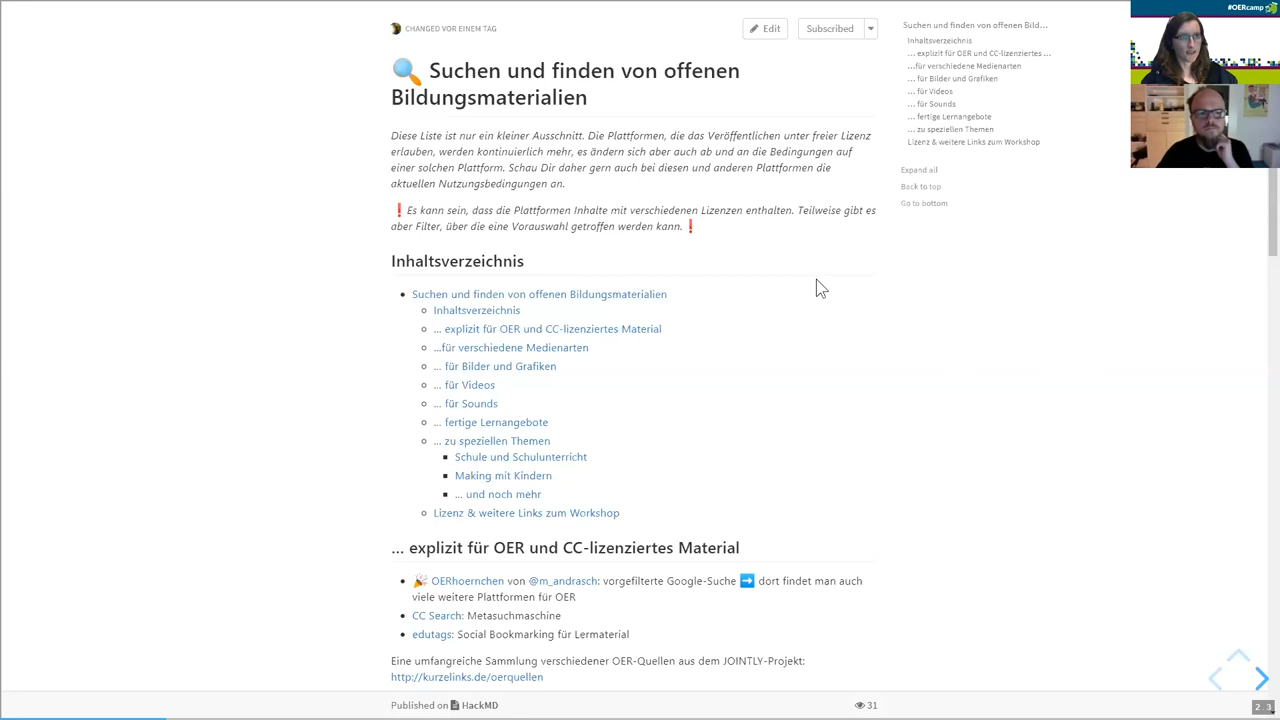 CHANGED VOR EINEM TAG
Edit
Subscribed
🔍 Suchen und finden von offenen
Bildungsmaterialien
Diese Liste ist nur ein kleiner Ausschnitt. Die Plattformen, die das Veröffentlichen unter freier Lizenz
erlauben, werden kontinuierlich mehr, es ändern sich aber auch ab und an die Bedingungen auf
einer solchen Plattform. Schau Dir daher gern auch bei diesen und anderen Plattformen die
aktuellen Nutzungsbedingungen an.
❗Es kann sein, dass die Plattformen Inhalte mit verschiedenen Lizenzen enthalten. Teilweise gibt es
aber Filter, über die eine Vorauswahl getroffen werden kann. ❗
Inhaltsverzeichnis
Suchen und finden von offenen Bildungsmaterialien
Inhaltsverzeichnis
... explizit für OER und CC-lizenziertes Material
...für verschiedene Medienarten
... für Bilder und Grafiken
... für Videos
... für Sounds
... fertige Lernangebote
... zu speziellen Themen
Schule und Schulunterricht
Making mit Kindern
... und noch mehr
Lizenz & weitere Links zum Workshop
... explizit für OER und CC-lizenziertes Material
🎉 OERhoernchen von @m_andrasch: vorgefilterte Google-Suche ➡️ dort findet man auch
viele weitere Plattformen für OER
CC Search: Metasuchmaschine
edutags: Social Bookmarking für Lermaterial
Eine umfangreiche Sammlung verschiedener OER-Quellen aus dem JOINTLY-Projekt:
http://kurzelinks.de/oerquellen
Published on HackMD
31
Suchen und finden von offenen Bild...
Inhaltsverzeichnis
... explizit für OER und CC-lizenziertes ...
...für verschiedene Medienarten
... für Bilder und Grafiken
... für Videos
... für Sounds
... fertige Lernangebote
... zu speziellen Themen
Lizenz & weitere Links zum Workshop
Expand all
Back to top
Go to bottom
#OERcamp
2.3